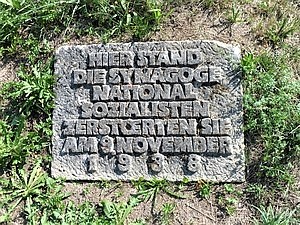 HIER STAND
DIE SYNAGOGE
NATIONAL
SOZIALISTEN
ZERSTOERTEN SIE
AM 9 NOVEMBER
1938